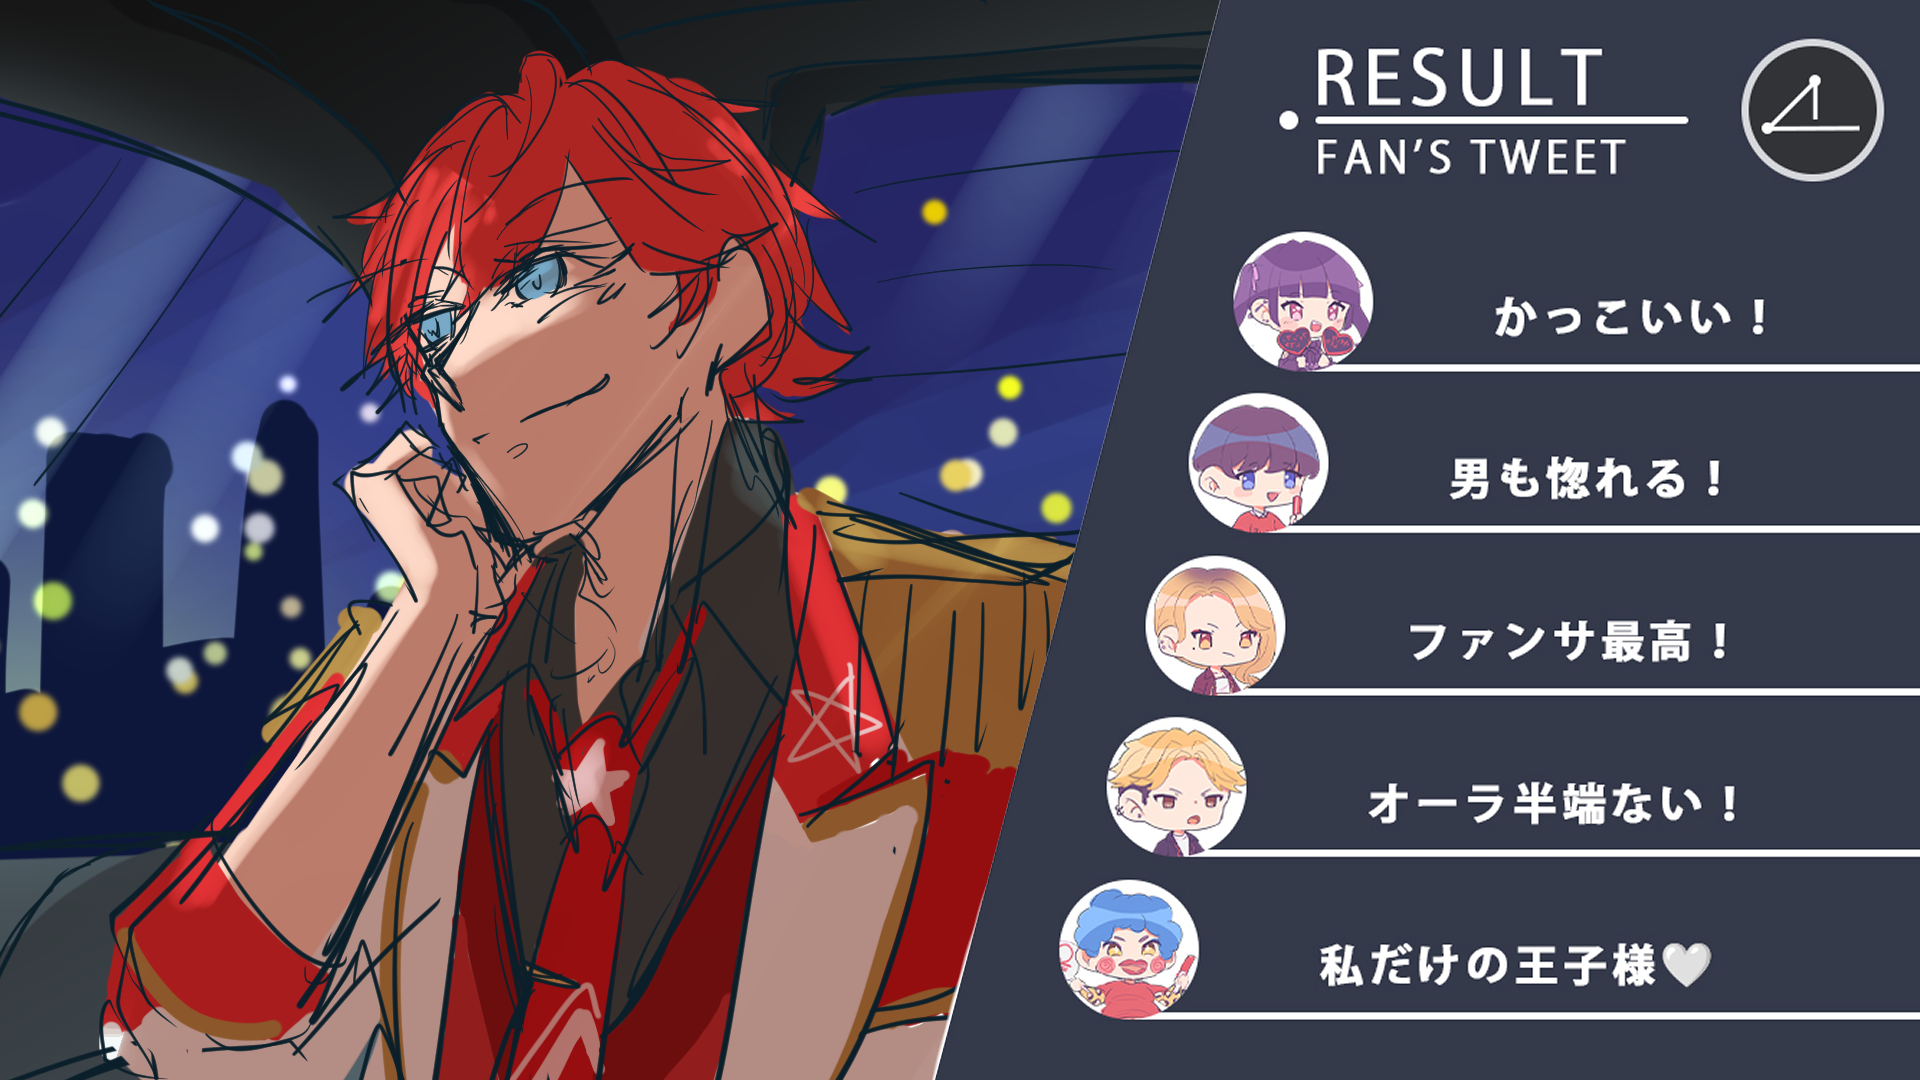 RESULT
FAN'S TWEET
かっこいい！
男も惚れる！
ファンサ最高！
オーラ半端ない！
私だけの王子様🤍